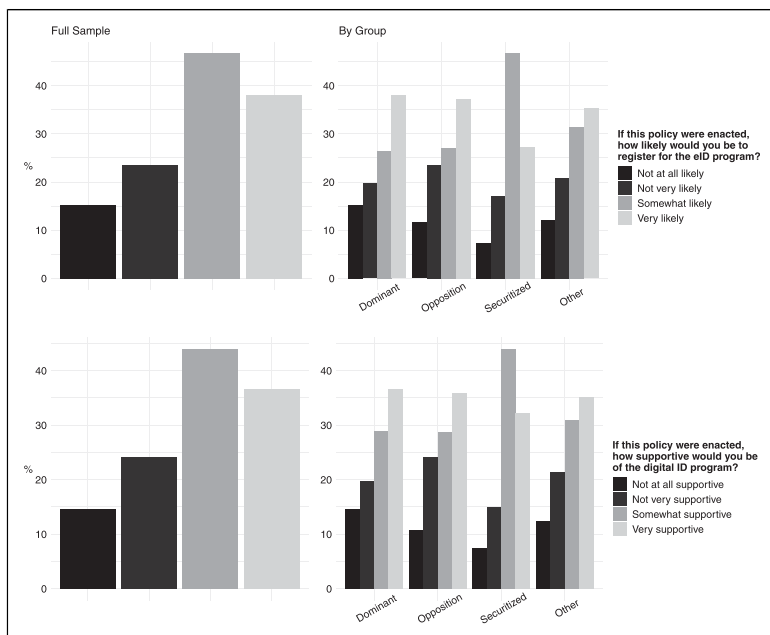 Full Sample
By Group
40
30
%
20
10
0
40
30
20
10
0
Dominant
Opposition
Securitized
Other
If this policy were enacted,
how likely would you be to
register for the eID program?
Not at all likely
Not very likely
Somewhat likely
Very likely
40
30
%
20
10
0
40
30
20
10
0
Dominant
Opposition
Securitized
Other
If this policy were enacted,
how supportive would you be
of the digital ID program?
Not at all supportive
Not very supportive
Somewhat supportive
Very supportive